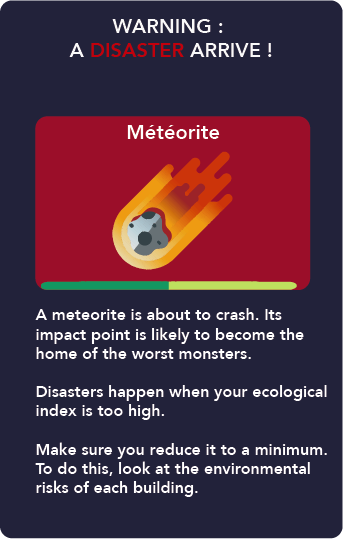 WARNING :
A DISASTER ARRIVE !
Météorite
A meteorite is about to crash. Its
impact point is likely to become the
home of the worst monsters.
Disasters happen when your ecological
index is too high.
Make sure you reduce it to a minimum.
To do this, look at the environmental
risks of each building.